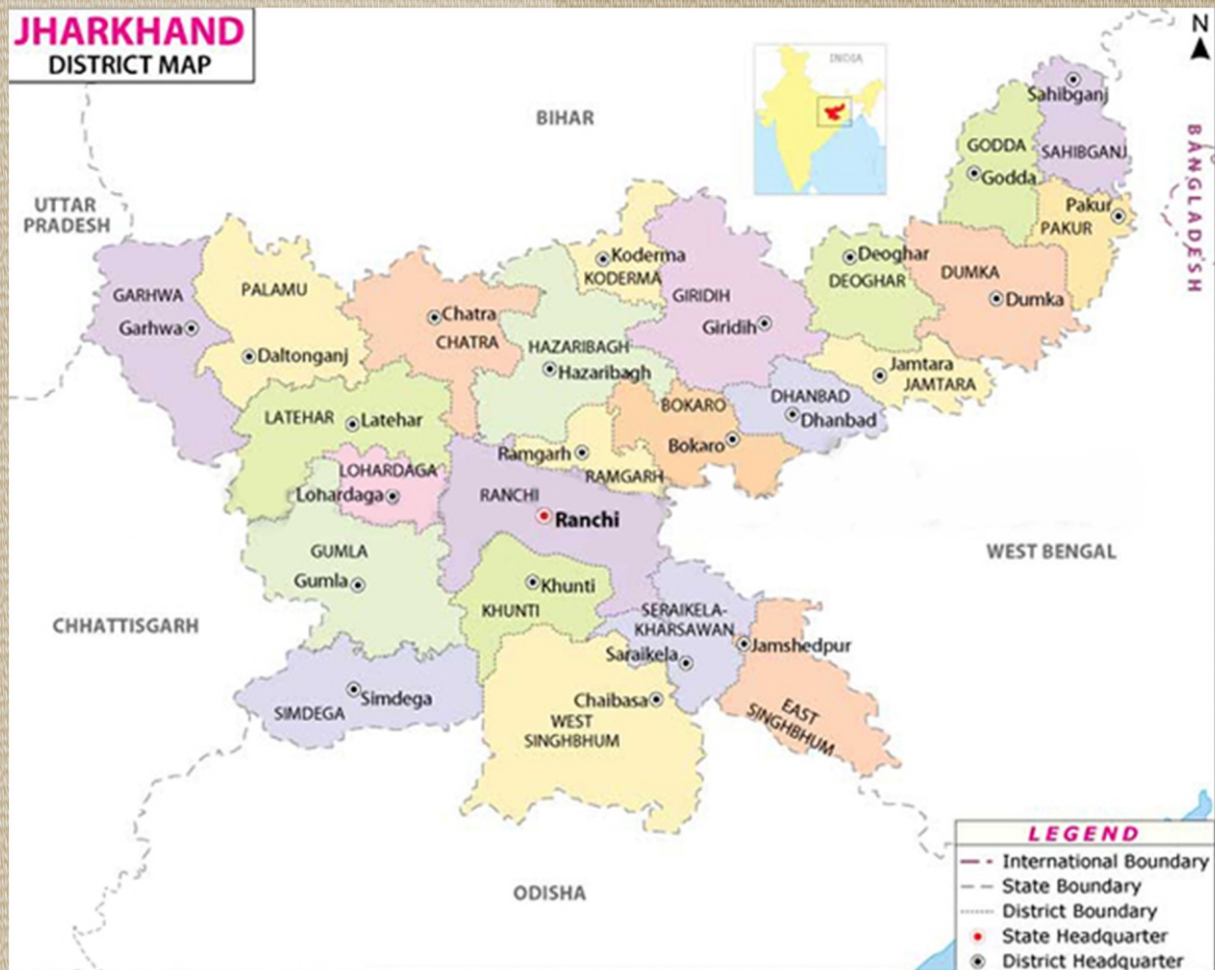 JHARKHAND
DISTRICT MAP
N
INDIA
BIHAR
UTTAR
PRADESH
BANGLADESH
Sahibganj
SAHIBGANJ
GODDA
Godda
Pakur
PAKUR
Koderma
KODERMA
Deoghar
DEOGHAR
DUMKA
Dumka
GARHWA
Garhwa
PALAMU
Daltonganj
Chatra
CHATRA
GIRIDIH
Giridih
HAZARIBAGH
Hazaribagh
Jamtara
JAMTARA
DHANBAD
Dhanbad
BOKARO
Bokaro
LATEHAR
Latehar
Ramgarh
RAMGARH
LOHARDAGA
Lohardaga
RANCHI
Ranchi
WEST BENGAL
GUMLA
Gumla
Khunti
KHUNTI
CHHATTISGARH
SERAIKELA-
KHARSAWAN
Saraikela
Jamshedpur
Simdega
SIMDEGA
Chaibasa
WEST
SINGHBHUM
EAST
SINGHBHUM
ODISHA
LEGEND
International Boundary
State Boundary
District Boundary
State Headquarter
District Headquarter